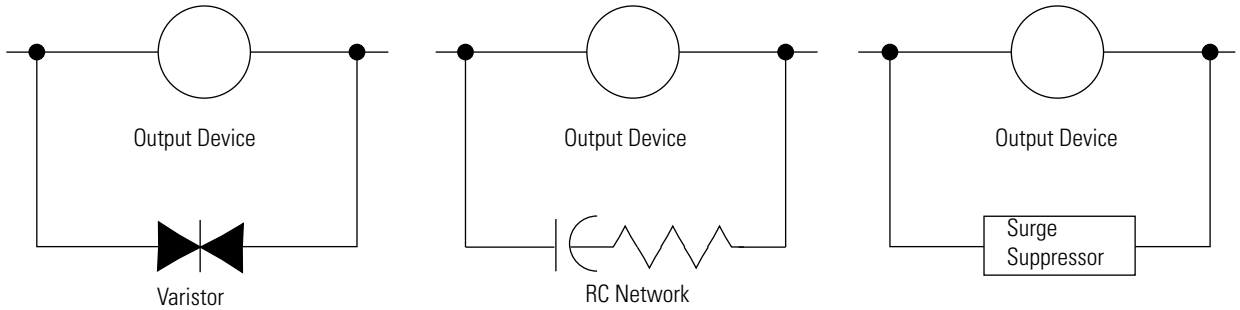 Output Device
Output Device
Output Device
Surge
Suppressor
Varistor
RC Network